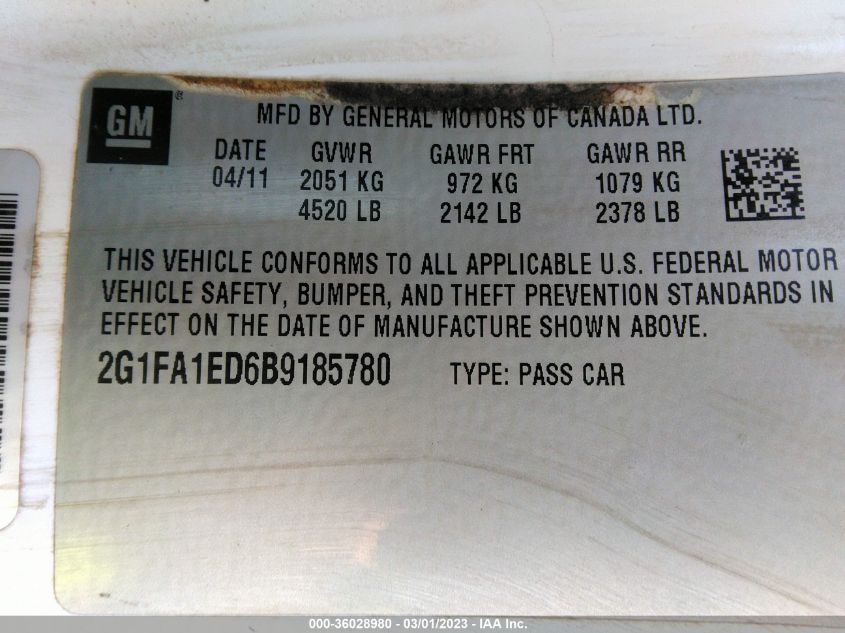 GM®
MFD BY GENERAL MOTORS OF CANADA LTD.
DATE GVWR GAWR FRT GAWR RR
04/11 2051 KG 972 KG 1079 KG
4520 LB 2142 LB 2378 LB
THIS VEHICLE CONFORMS TO ALL APPLICABLE U.S. FEDERAL MOTOR
VEHICLE SAFETY, BUMPER, AND THEFT PREVENTION STANDARDS IN
EFFECT ON THE DATE OF MANUFACTURE SHOWN ABOVE.
2G1FA1ED6B9185780 TYPE: PASS CAR
000-36028980 - 03/01/2023 - IAA Inc.